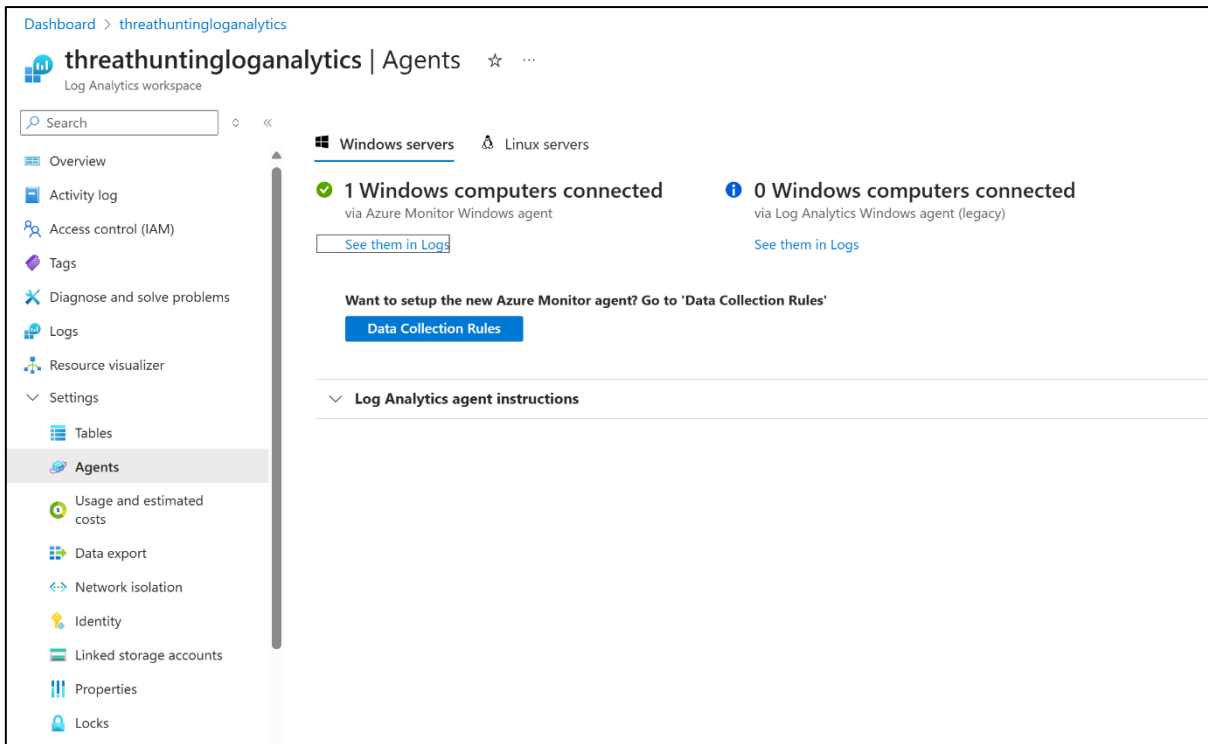 Dashboard > threathuntingloganalytics
threathuntingloganalytics | Agents
Log Analytics workspace
Search
Overview
Activity log
Access control (IAM)
Tags
Diagnose and solve problems
Logs
Resource visualizer
Settings
Tables
Agents
Usage and estimated
costs
Data export
Network isolation
Identity
Linked storage accounts
Properties
Locks
Windows servers
Linux servers
1 Windows computers connected
via Azure Monitor Windows agent
See them in Logs
0 Windows computers connected
via Log Analytics Windows agent (legacy)
See them in Logs
Want to setup the new Azure Monitor agent? Go to 'Data Collection Rules'
Data Collection Rules
Log Analytics agent instructions